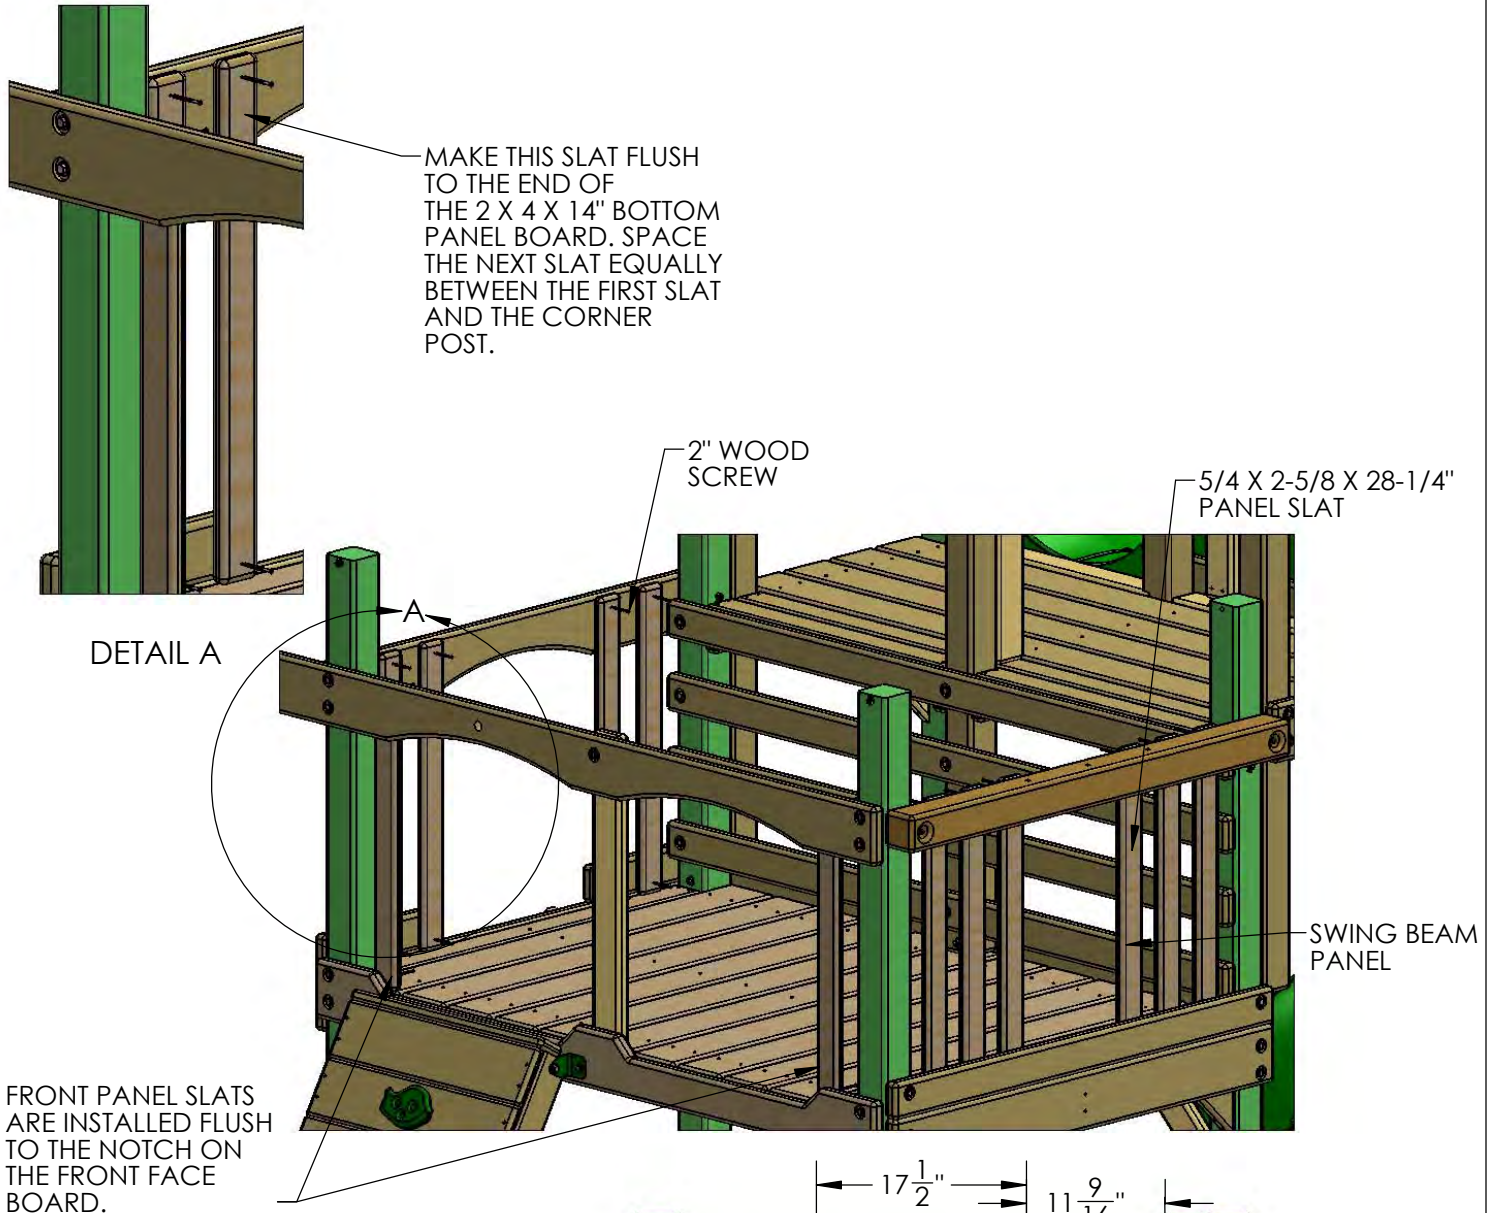 MAKE THIS SLAT FLUSH
TO THE END OF
THE 2 X 4 X 14" BOTTOM
PANEL BOARD. SPACE
THE NEXT SLAT EQUALLY
BETWEEN THE FIRST SLAT
AND THE CORNER
POST.
2" WOOD
SCREW
5/4 X 2-5/8 X 28-1/4"
PANEL SLAT
A
DETAIL A
SWING BEAM
PANEL
FRONT PANEL SLATS
ARE INSTALLED FLUSH
TO THE NOTCH ON
THE FRONT FACE
BOARD.
17 1/2"
11 9/16"